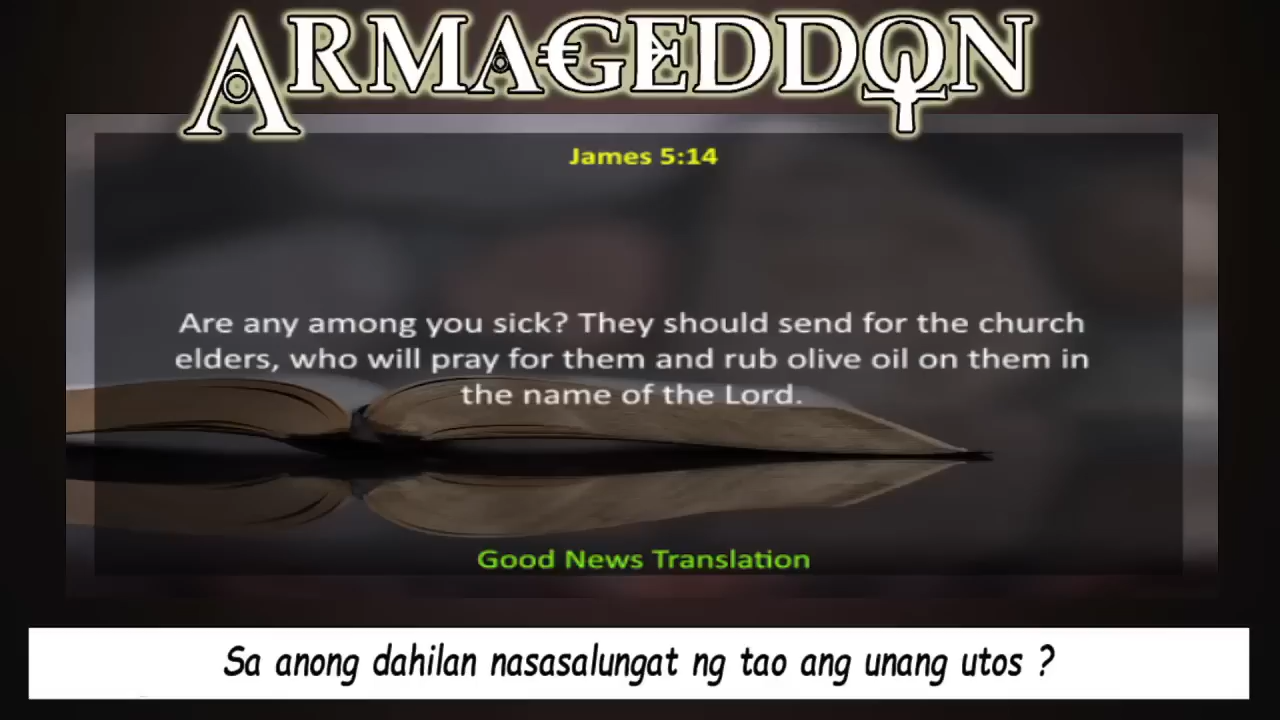 ARMAGEDDON
James 5:14
Are any among you sick? They should send for the church
elders, who will pray for them and rub olive oil on them in
the name of the Lord.
Good News Translation
Sa anong dahilan nasasalungat ng tao ang unang utos ?